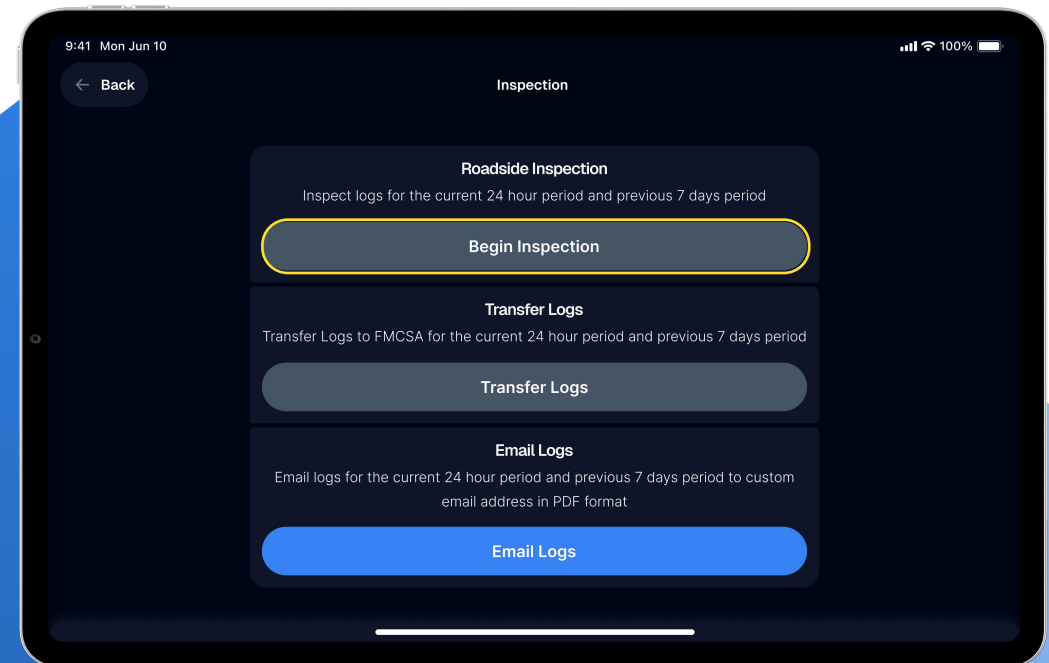 9:41 Mon Jun 10
100%
Back
Inspection
Roadside Inspection
Inspect logs for the current 24 hour period and previous 7 days period
Begin Inspection
Transfer Logs
Transfer Logs to FMCSA for the current 24 hour period and previous 7 days period
Transfer Logs
Email Logs
Email logs for the current 24 hour period and previous 7 days period to custom
email address in PDF format
Email Logs